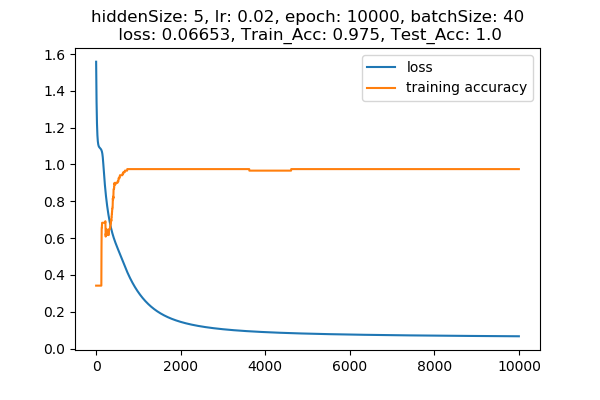 hiddenSize: 5, lr: 0.02, epoch: 10000, batchSize: 40
loss: 0.06653, Train_Acc: 0.975, Test_Acc: 1.0
loss
training accuracy
1.6
1.4
1.2
1.0
0.8
0.6
0.4
0.2
0.0
0 2000 4000 6000 8000 10000